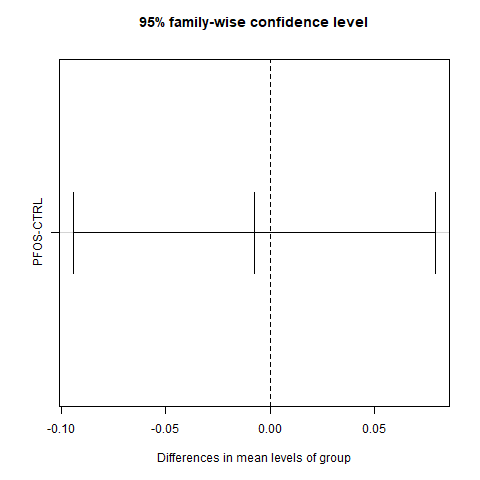 95% family-wise confidence level
PFOS-CTRL
-0.10
-0.05
0.00
0.05
Differences in mean levels of group